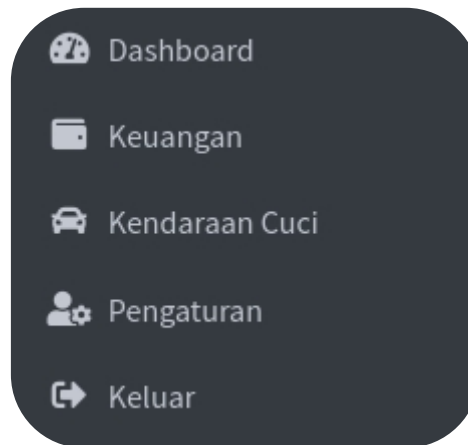 Dashboard
Keuangan
Kendaraan Cuci
Pengaturan
Keluar